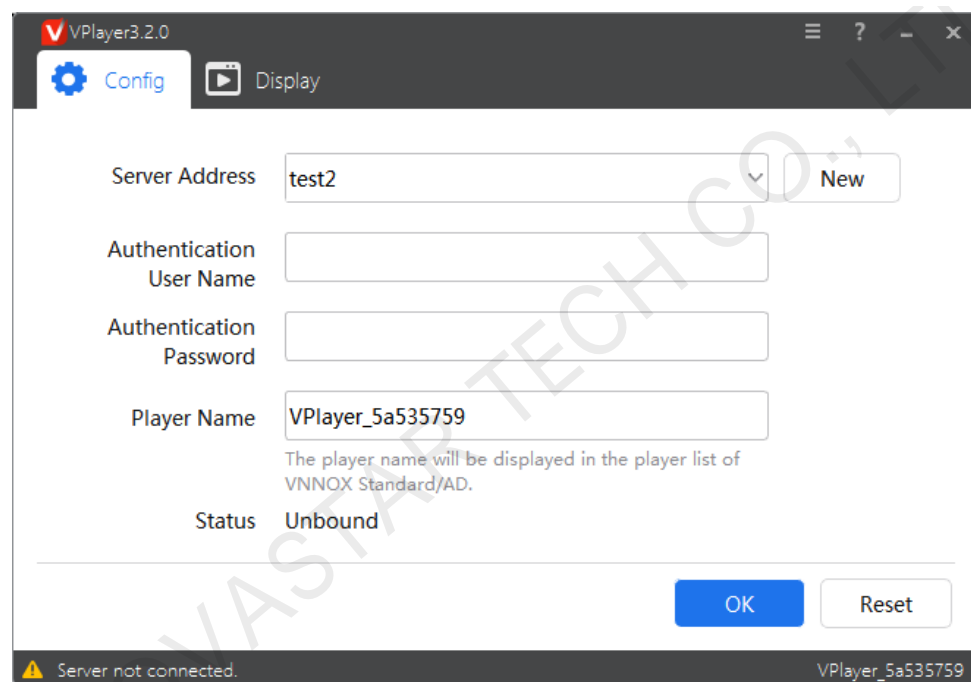 VPlayer3.2.0
?
Config
Display
Server Address
test2
New
Authentication
User Name
Authentication
Password
Player Name
VPlayer_5a535759
The player name will be displayed in the player list of
VNNOX Standard/AD.
Status
Unbound
OK
Reset
Server not connected.
VPlayer_5a535759
VASTAR TECH CO., LT